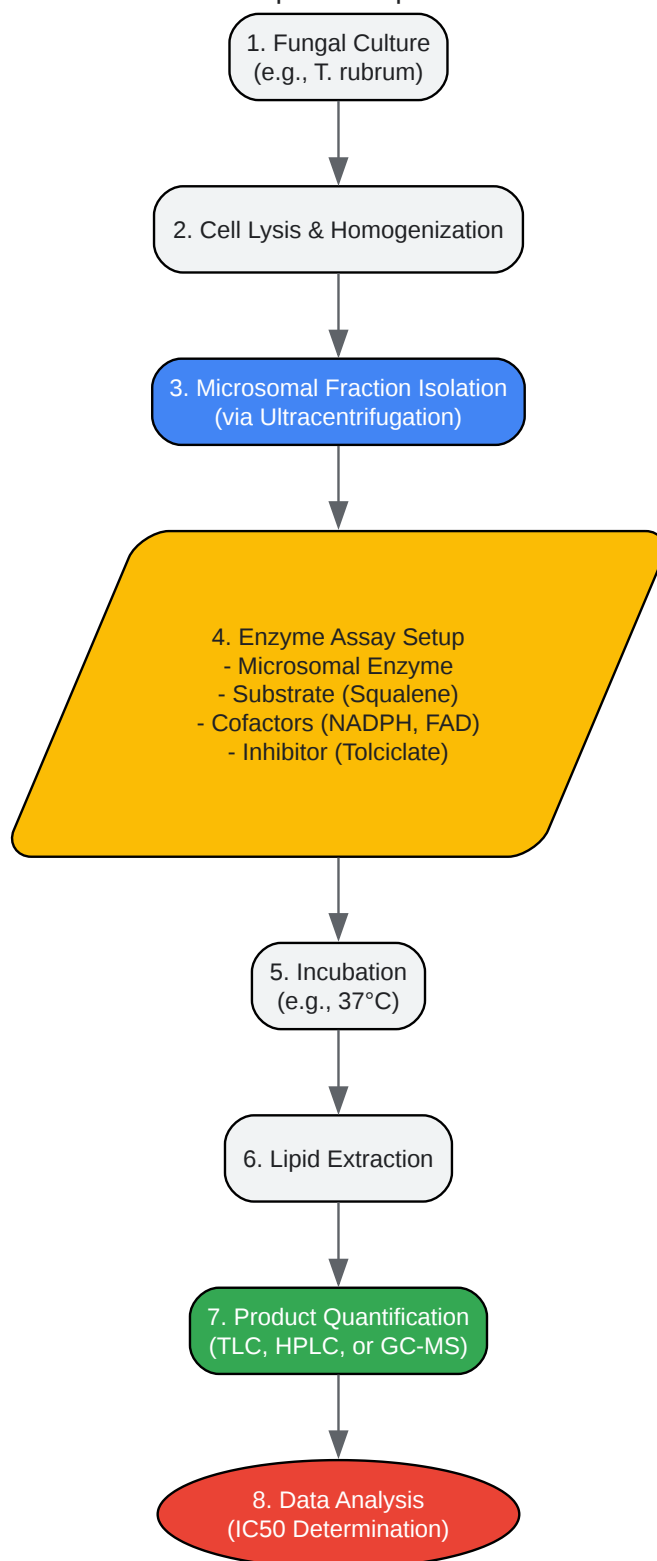 1. Fungal Culture
(e.g., T. rubrum)
2. Cell Lysis & Homogenization
3. Microsomal Fraction Isolation
(via Ultracentrifugation)
4. Enzyme Assay Setup
- Microsomal Enzyme
- Substrate (Squalene)
- Cofactors (NADPH, FAD)
- Inhibitor (Tolciclate)
5. Incubation
(e.g., 37°C)
6. Lipid Extraction
7. Product Quantification
(TLC, HPLC, or GC-MS)
8. Data Analysis
(IC50 Determination)